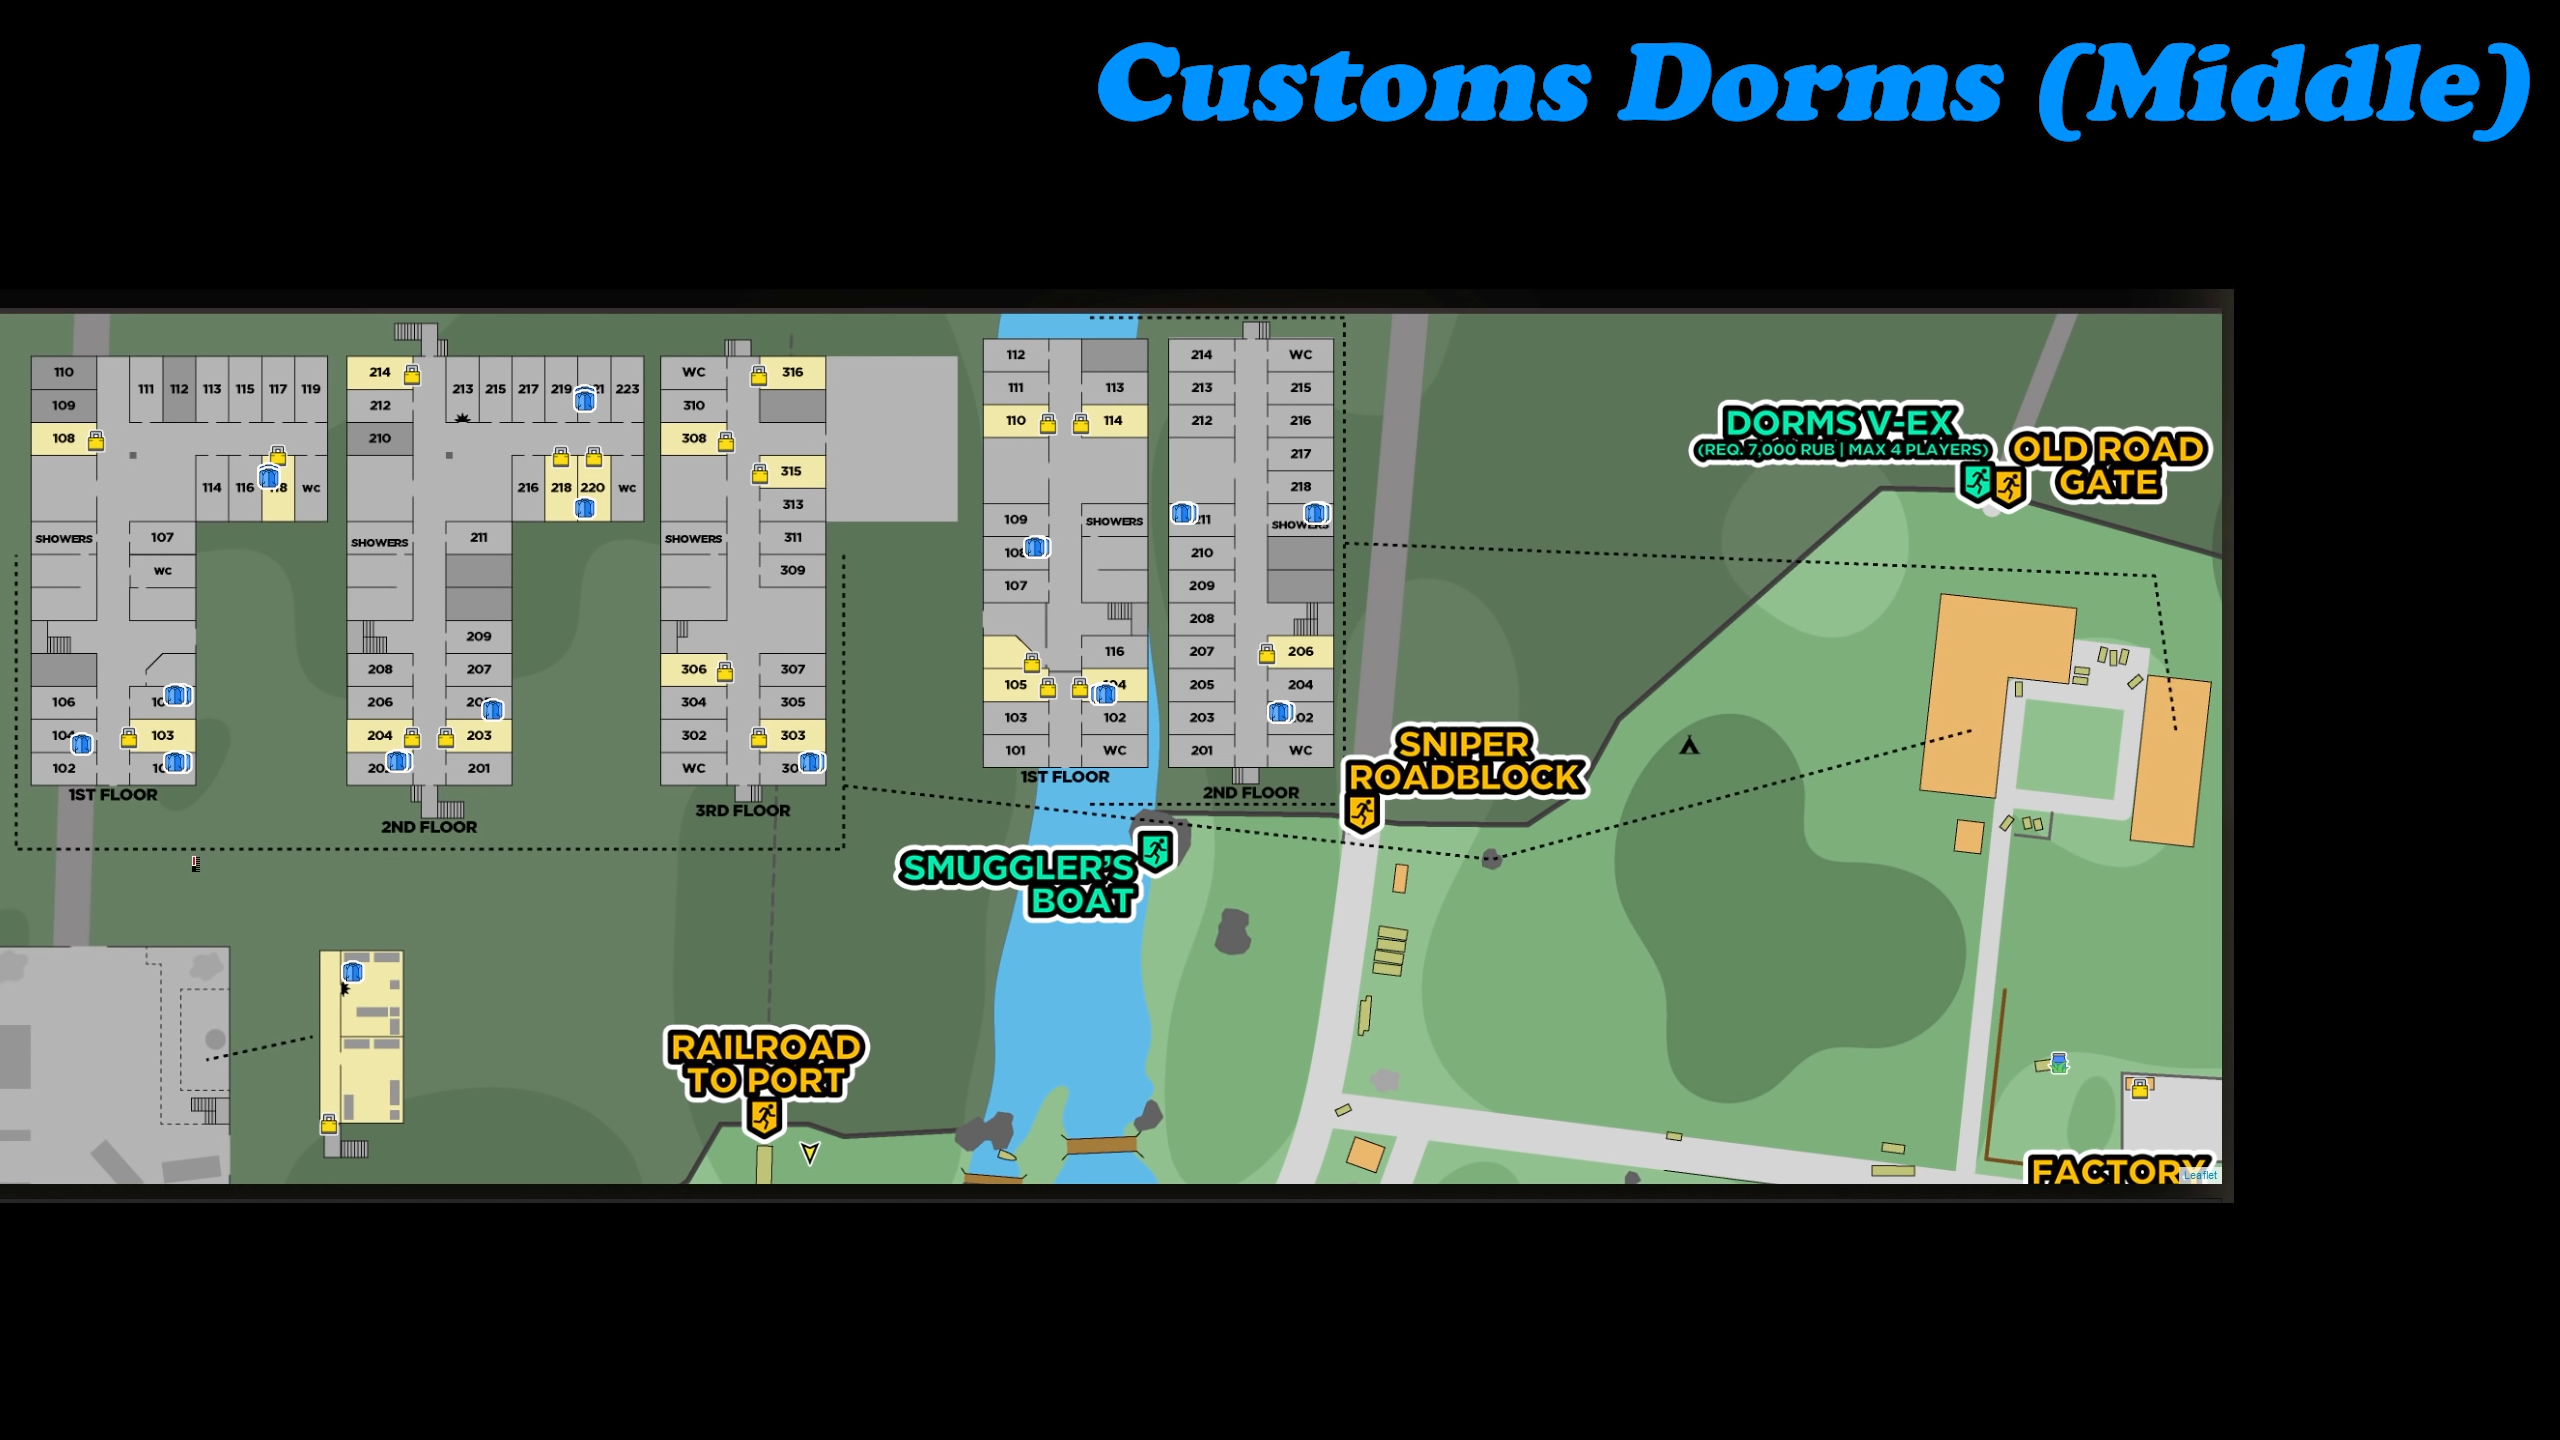 Customs Dorms (Middle)
110
109
108
111
112
113
115
117
119
114
116
WC
SHOWERS
107
WC
106
103
102
1ST FLOOR
214
212
210
213
215
217
219
223
216
218
220
WC
SHOWERS
211
209
208
207
206
204
203
201
2ND FLOOR
WC
316
310
308
315
313
SHOWERS
311
309
306
307
304
305
302
303
WC
3RD FLOOR
112
111
113
110
114
109
SHOWERS
107
116
105
103
102
101
WC
1ST FLOOR
214
WC
213
215
212
216
217
218
SHOWERS
210
209
208
207
206
205
204
203
201
WC
2ND FLOOR
DORMS V-EX
(REQ. 7,000 RUB | MAX 4 PLAYERS)
OLD ROAD
GATE
SNIPER
ROADBLOCK
SMUGGLER'S
BOAT
RAILROAD
TO PORT
FACTORY
Leaflet